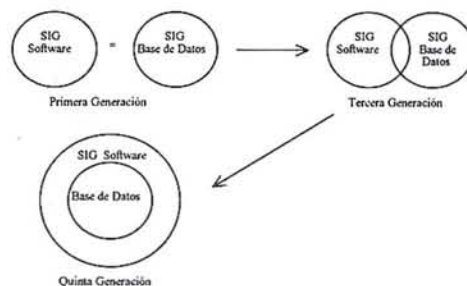 SIG
Software
=
SIG
Base de Datos
SIG
Software
SIG
Base de
Datos
Primera Generación
Tercera Generación
SIG Software
Base de Datos
Quinta Generación